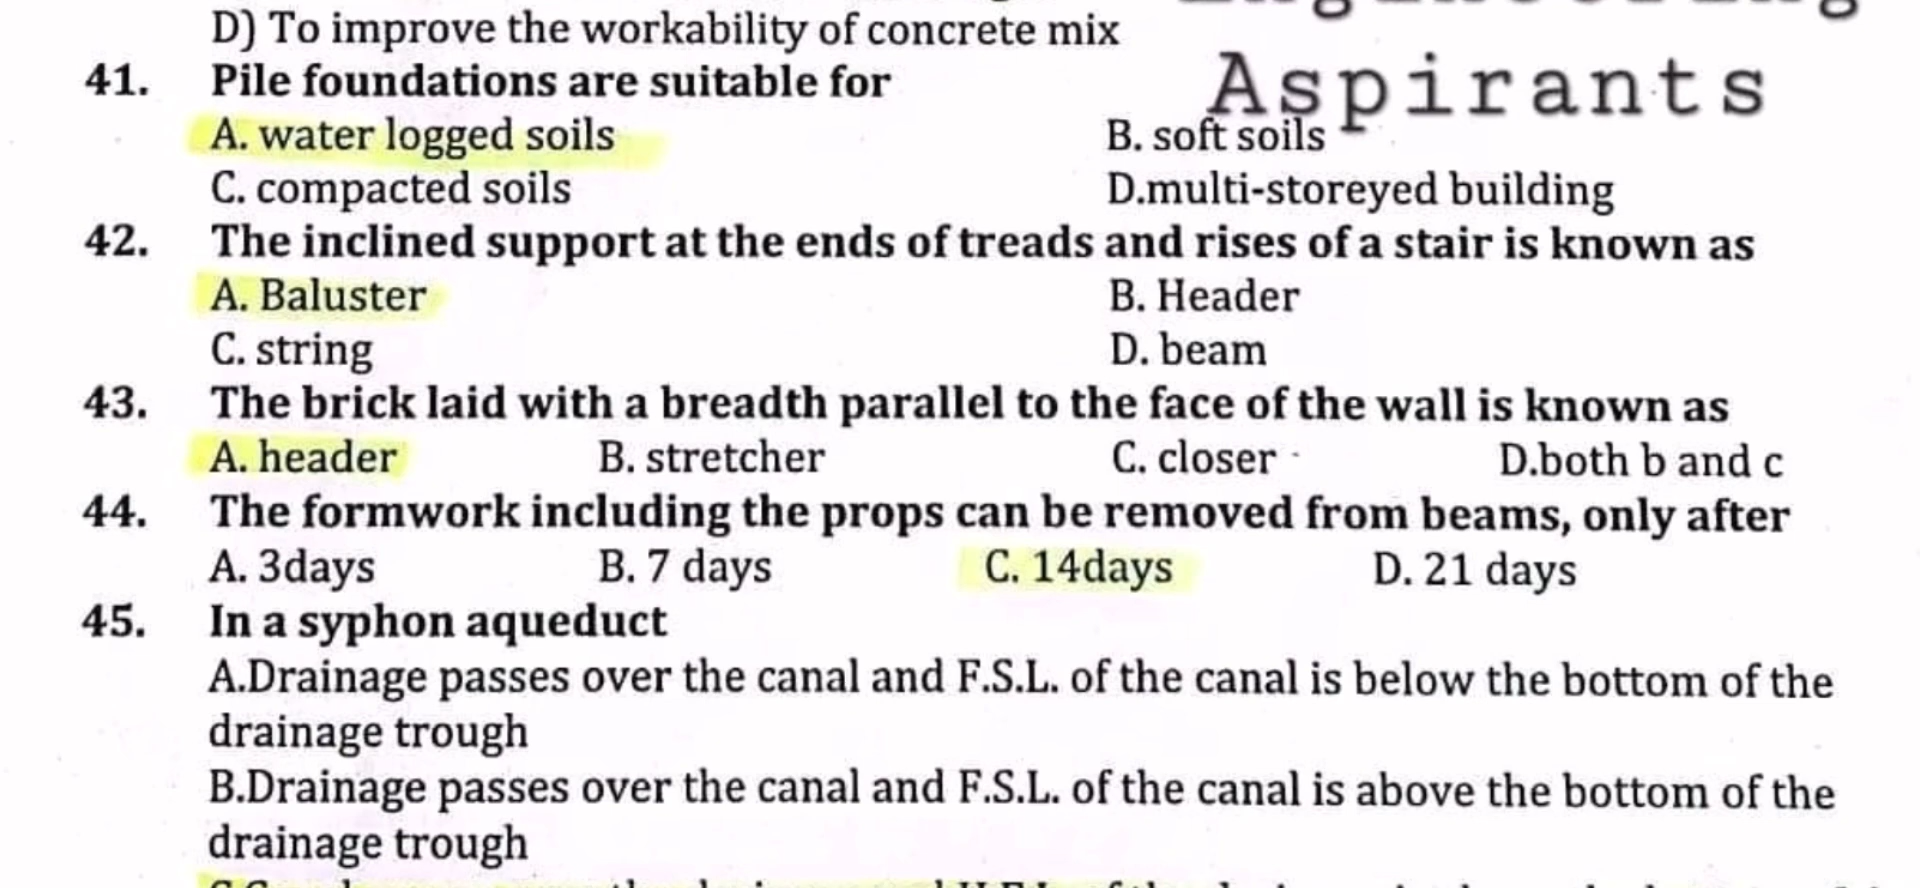 D) To improve the workability of concrete mix
Aspirants
41. Pile foundations are suitable for
A. water logged soils B. soft soils
C. compacted soils D.multi-storeyed building
42. The inclined support at the ends of treads and rises of a stair is known as
A. Baluster B. Header
C. string D. beam
43. The brick laid with a breadth parallel to the face of the wall is known as
A. header B. stretcher C. closer D.both b and c
44. The formwork including the props can be removed from beams, only after
A. 3days B. 7 days C. 14days D. 21 days
45. In a syphon aqueduct
A.Drainage passes over the canal and F.S.L. of the canal is below the bottom of the
drainage trough
B.Drainage passes over the canal and F.S.L. of the canal is above the bottom of the
drainage trough